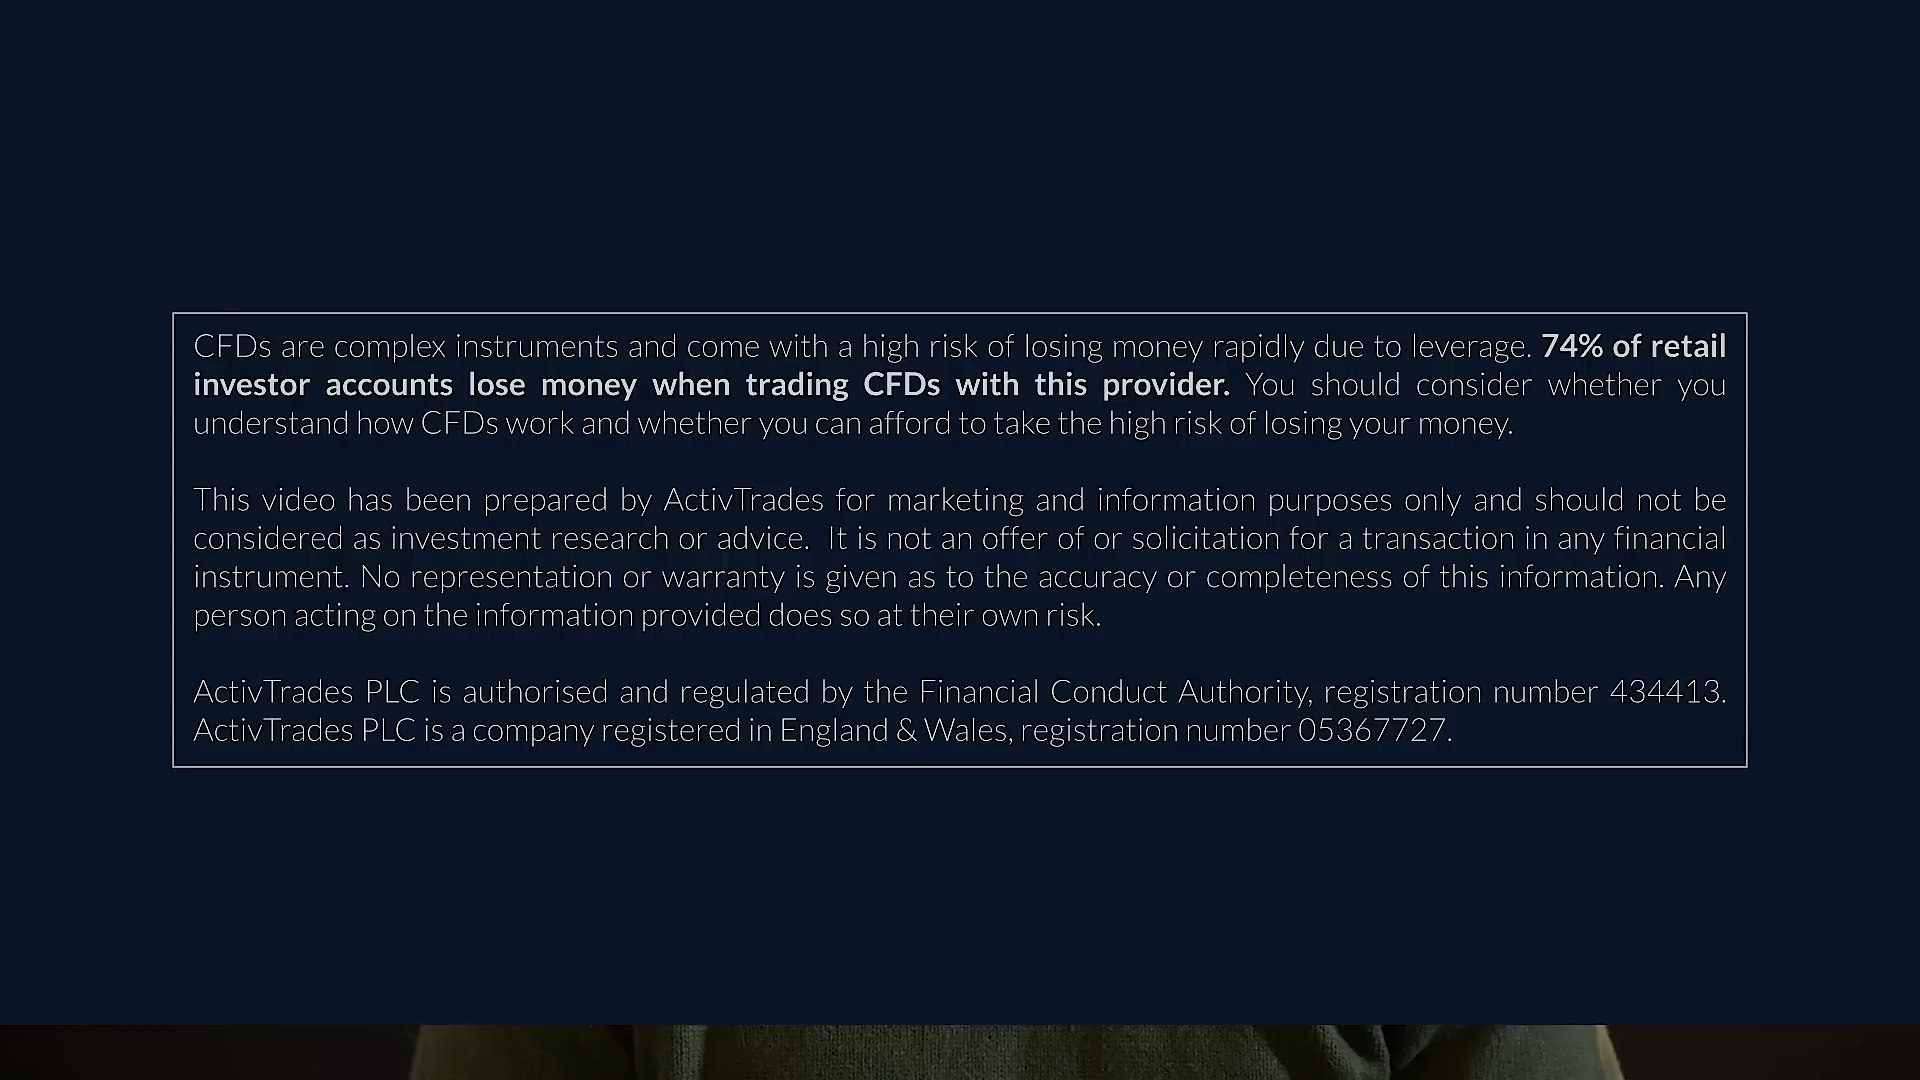 CFDs are complex instruments and come with a high risk of losing money rapidly due to leverage. 74% of retail
investor accounts lose money when trading CFDs with this provider. You should consider whether you
understand how CFDs work and whether you can afford to take the high risk of losing your money.
This video has been prepared by ActivTrades for marketing and information purposes only and should not be
considered as investment research or advice. It is not an offer of or solicitation for a transaction in any financial
instrument. No representation or warranty is given as to the accuracy or completeness of this information. Any
person acting on the information provided does so at their own risk.
ActivTrades PLC is authorised and regulated by the Financial Conduct Authority, registration number 434413.
ActivTrades PLC is a company registered in England & Wales, registration number 05367727.